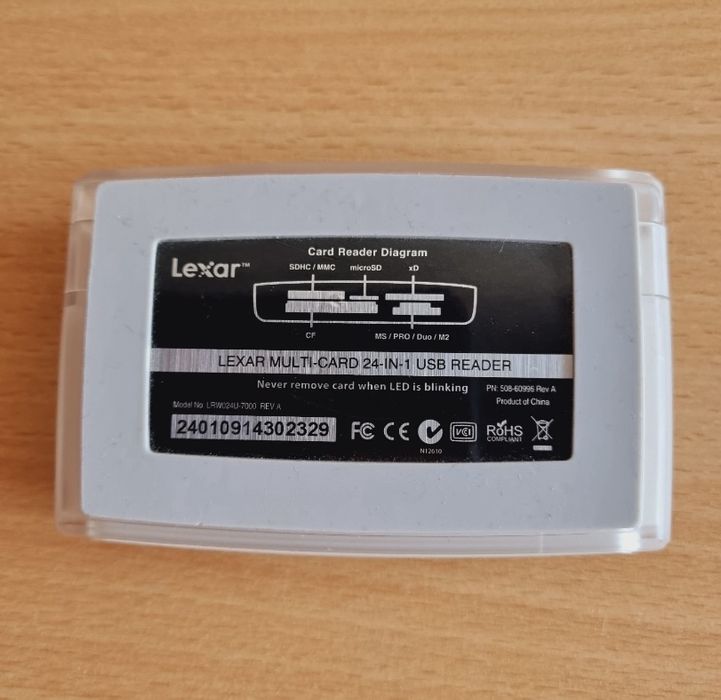 Card Reader Diagram
Lexar™
SDHC / MMC microSD xD
CF MS / PRO / Duo / M2
LEXAR MULTI-CARD 24-IN-1 USB READER
Never remove card when LED is blinking
PN: 508-60996 Rev A
Product of China
Model No. LRW024U-7000 REV A
24010914302329
FC CE VCI RoHS
COMPLIANT
N12610